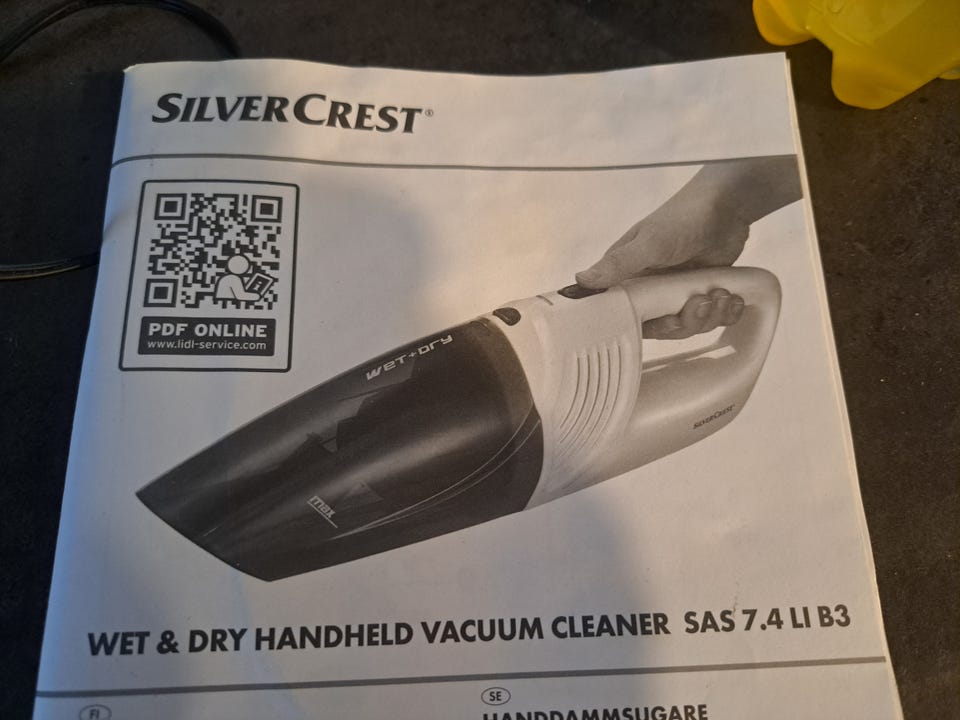 SILVERCREST®
PDF ONLINE
www.lidl-service.com
WET+DRY
max
SILVERCREST®
WET & DRY HANDHELD VACUUM CLEANER SAS 7.4 LI B3
FI
SE
HANDDAMMSUGARE